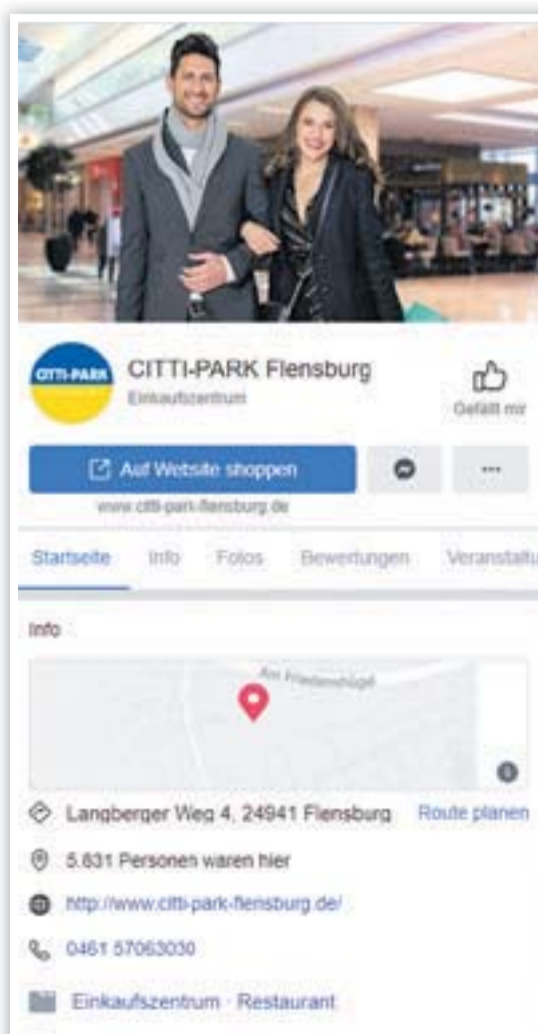 CITTI-PARK
CITTI-PARK Flensburg
Einkaufszentrum
Gefällt mir
Auf Website shoppen
www.citti-park-flensburg.de
Startseite Info Fotos Bewertungen Veranstaltu
Info
Am Friedenshügel
Langberger Weg 4, 24941 Flensburg Route planen
5.831 Personen waren hier
http://www.citti-park-flensburg.de/
0461 57063030
Einkaufszentrum · Restaurant